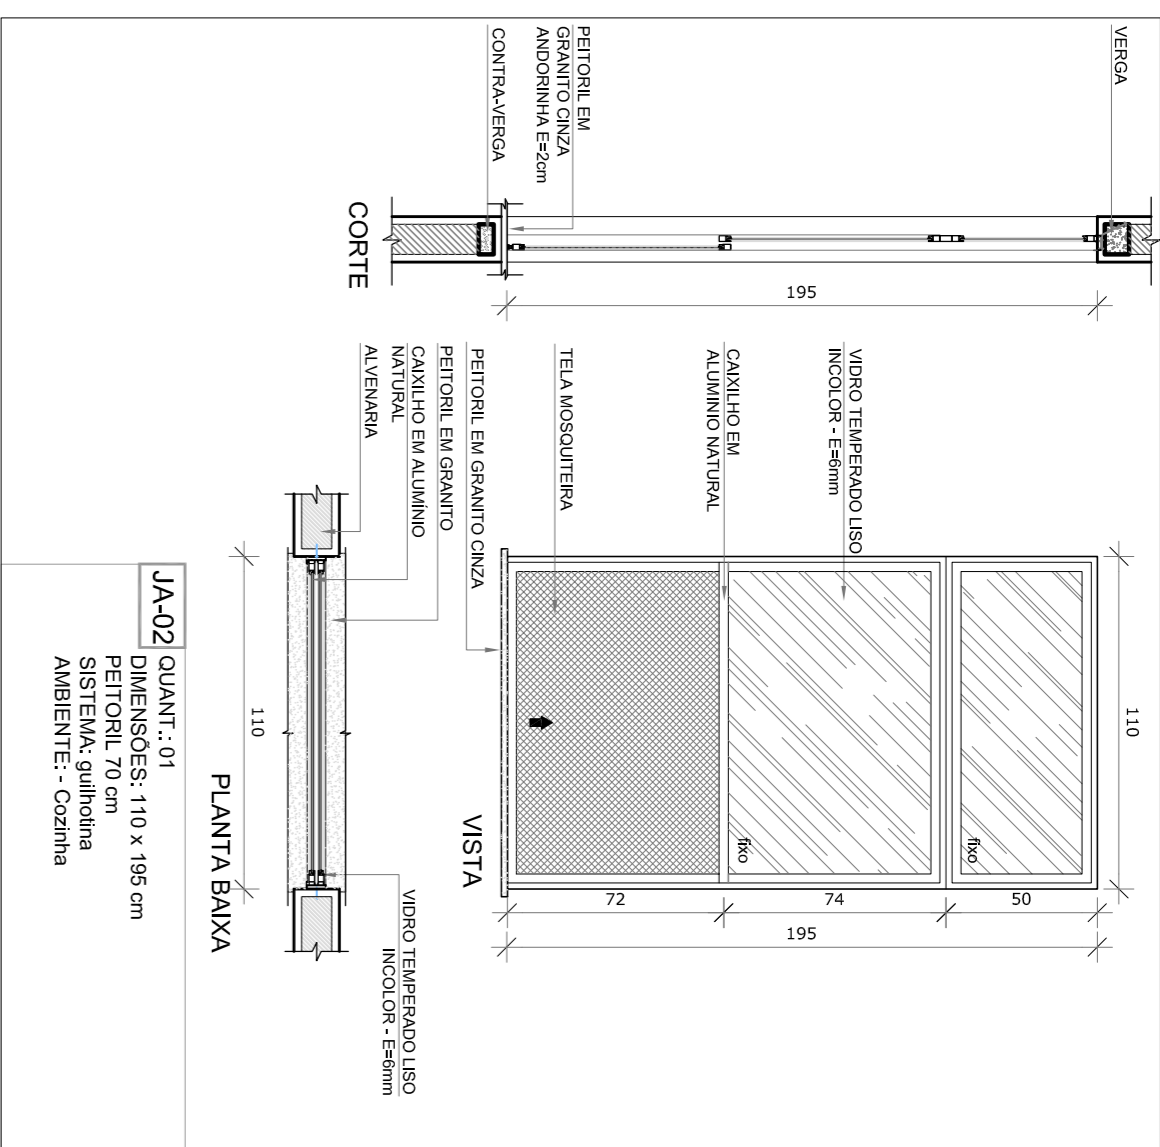 VERGA
PEITORIL EM
GRANITO CINZA
ANDORINHA E=2cm
CONTRA-VERGA
CORTE
195
VIDRO TEMPERADO LISO
INCOLOR - E=6mm
CAIXILHO EM
ALUMINIO NATURAL
TELA MOSQUITEIRA
PEITORIL EM GRANITO CINZA
110
fixo
fixo
50
74
72
195
VISTA
PEITORIL EM GRANITO
CAIXILHO EM ALUMÍNIO
NATURAL
ALVENARIA
VIDRO TEMPERADO LISO
INCOLOR - E=6mm
110
PLANTA BAIXA
JA-02
QUANT.: 01
DIMENSÕES: 110 x 195 cm
PEITORIL 70 cm
SISTEMA: guilhotina
AMBIENTE: - Cozinha